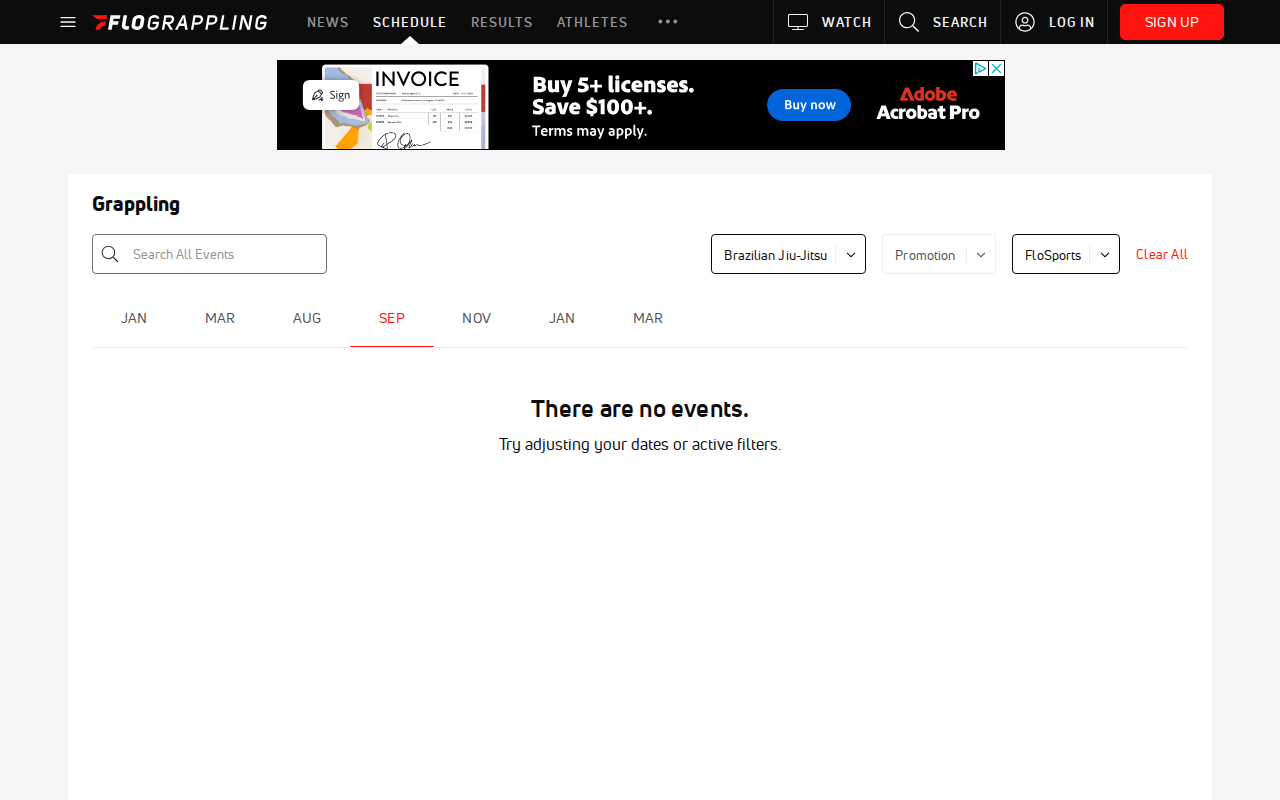 FLOGRAPPLING
NEWS
SCHEDULE
RESULTS
ATHLETES
WATCH
SEARCH
LOG IN
SIGN UP
Sign
INVOICE
Buy 5+ licenses.
Save $100+.
Terms may apply.
Buy now
Adobe
Acrobat Pro
Grappling
Search All Events
Brazilian Jiu-Jitsu
Promotion
FloSports
Clear All
JAN
MAR
AUG
SEP
NOV
JAN
MAR
There are no events.
Try adjusting your dates or active filters.